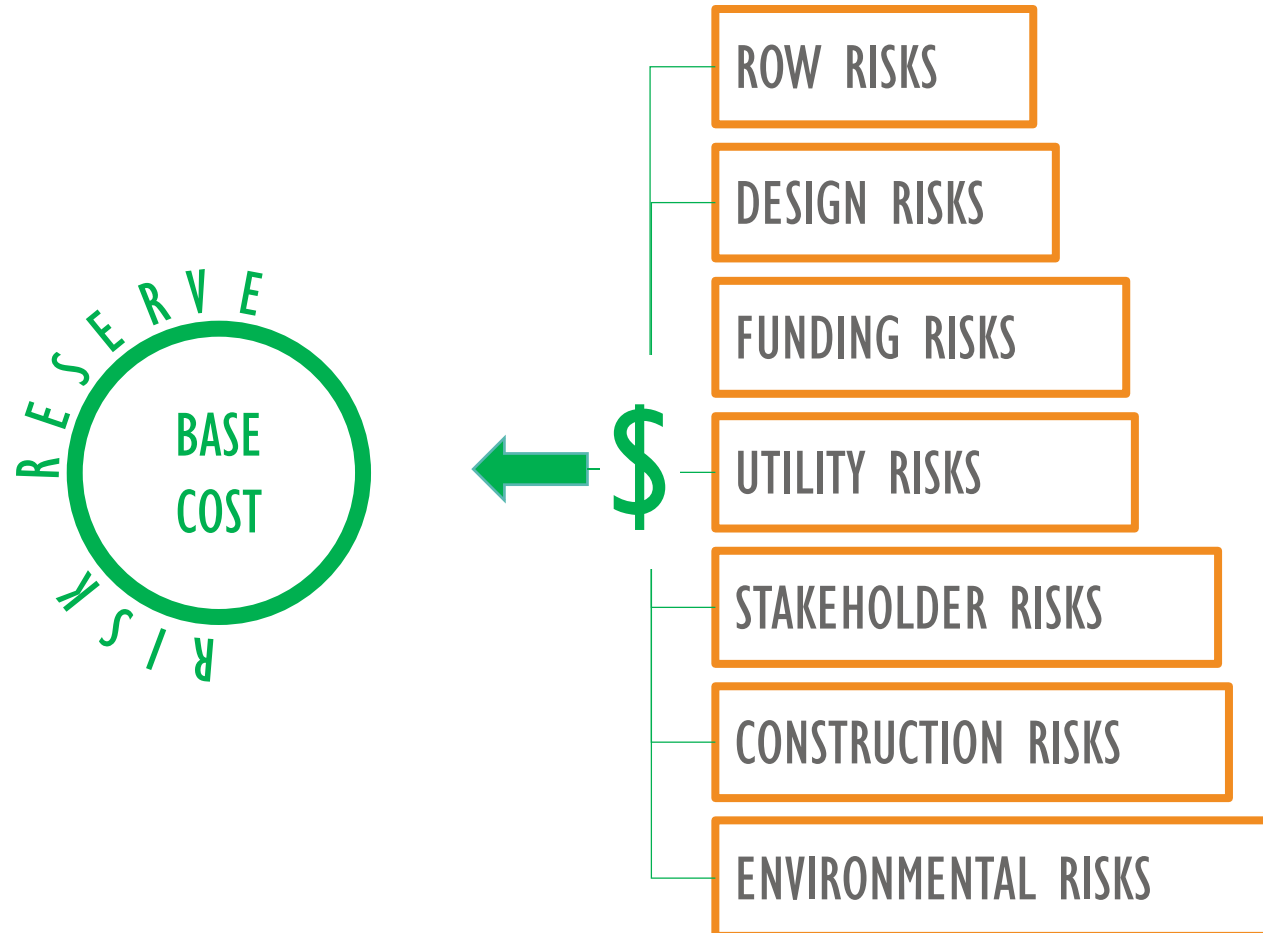 RISK RESERVE
BASE
COST
$
ROW RISKS
DESIGN RISKS
FUNDING RISKS
UTILITY RISKS
STAKEHOLDER RISKS
CONSTRUCTION RISKS
ENVIRONMENTAL RISKS